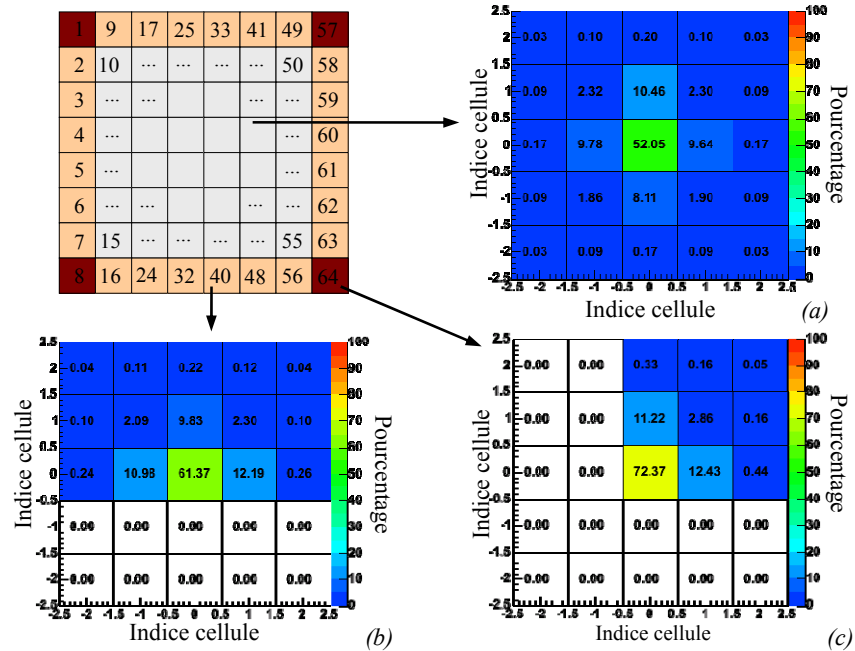 1 9 17 25 33 41 49 57
2 10 ... ... ... ... 50 58
3 ... ... ... 59
4 ... ... 60
5 ... ... 61
6 ... ... ... ... 62
7 15 ... ... ... ... 55 63
8 16 24 32 40 48 56 64
Indice cellule
2.5
2
1.5
1
0.5
0
-0.5
-1
-1.5
-2
-2.5
0.03 0.10 0.20 0.10 0.03
0.09 2.32 10.46 2.30 0.09
0.17 9.78 52.05 9.64 0.17
0.09 1.86 8.11 1.90 0.09
0.03 0.09 0.17 0.09 0.03
-2.5 -2 -1.5 -1 -0.5 0 0.5 1 1.5 2 2.5
Indice cellule
100
90
80
70
60
50
40
30
20
10
0
Pourcentage
(a)
Indice cellule
2.5
2
1.5
1
0.5
0
-0.5
-1
-1.5
-2
-2.5
0.04 0.11 0.22 0.12 0.04
0.10 2.09 9.83 2.30 0.10
0.24 10.98 61.37 12.19 0.26
0.00 0.00 0.00 0.00 0.00
0.00 0.00 0.00 0.00 0.00
-2.5 -2 -1.5 -1 -0.5 0 0.5 1 1.5 2 2.5
Indice cellule
100
90
80
70
60
50
40
30
20
10
0
Pourcentage
(b)
Indice cellule
2.5
2
1.5
1
0.5
0
-0.5
-1
-1.5
-2
-2.5
0.00 0.00 0.33 0.16 0.05
0.00 0.00 11.22 2.86 0.16
0.00 0.00 72.37 12.43 0.44
0.00 0.00 0.00 0.00 0.00
0.00 0.00 0.00 0.00 0.00
-2.5 -2 -1.5 -1 -0.5 0 0.5 1 1.5 2 2.5
Indice cellule
100
90
80
70
60
50
40
30
20
10
0
Pourcentage
(c)